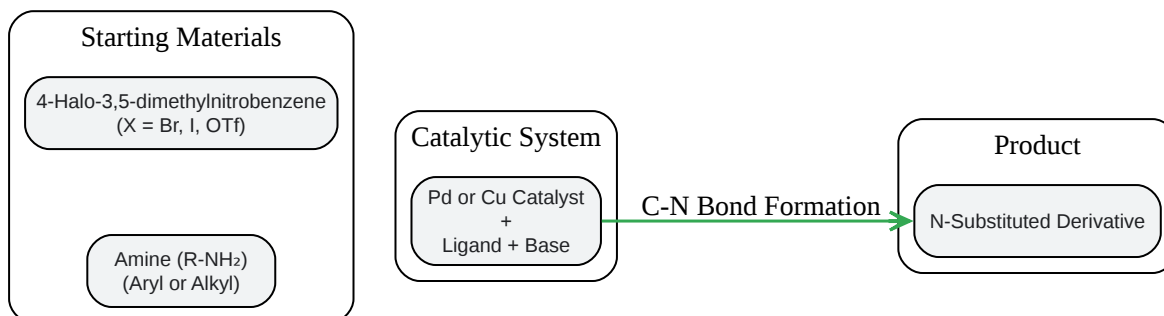 Starting Materials
4-Halo-3,5-dimethylnitrobenzene
(X = Br, I, OTf)
Amine (R-NH₂)
(Aryl or Alkyl)
Catalytic System
Pd or Cu Catalyst
+
Ligand + Base
C-N Bond Formation
Product
N-Substituted Derivative